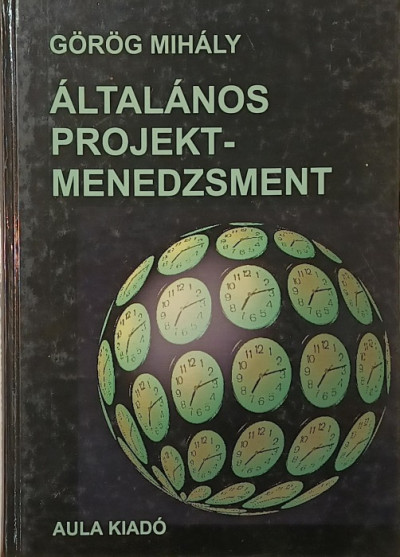 GÖRÖG MIHÁLY
ÁLTALÁNOS
PROJEKT-
MENEDZSMENT
AULA KIADÓ